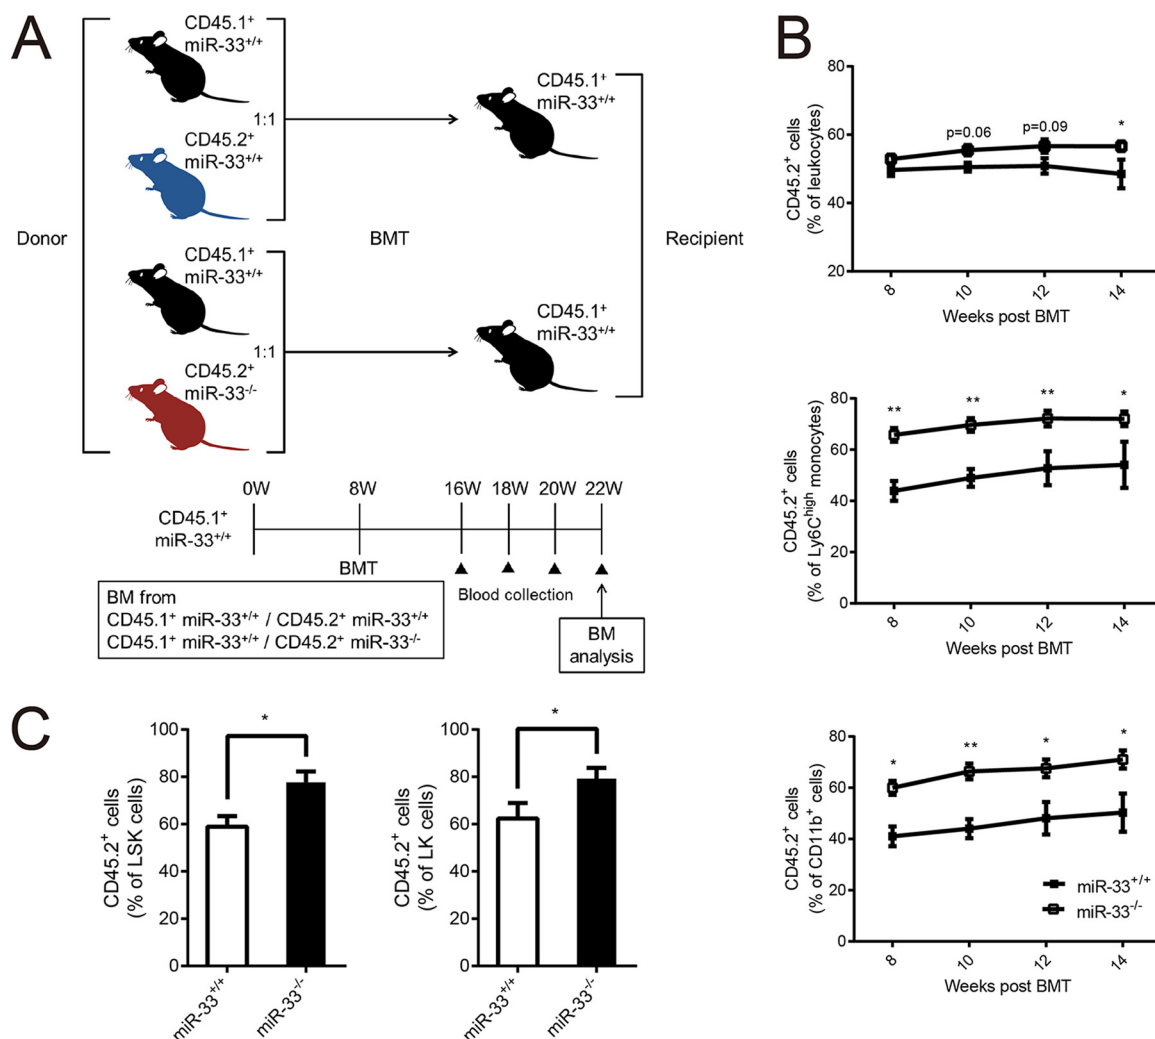 A
CD45.1⁺
miR-33⁺/⁺
1:1
CD45.2⁺
miR-33⁺/⁺
CD45.1⁺
miR-33⁺/⁺
Donor
BMT
Recipient
CD45.1⁺
miR-33⁺/⁺
1:1
CD45.2⁺
miR-33⁻/⁻
CD45.1⁺
miR-33⁺/⁺
0W 8W 16W 18W 20W 22W
CD45.1⁺
miR-33⁺/⁺
BMT
Blood collection
BM from
CD45.1⁺ miR-33⁺/⁺ / CD45.2⁺ miR-33⁺/⁺
CD45.1⁺ miR-33⁺/⁺ / CD45.2⁺ miR-33⁻/⁻
BM
analysis
B
CD45.2⁺ cells
(% of leukocytes)
80
60
40
20
p=0.06 p=0.09 *
8 10 12 14
Weeks post BMT
CD45.2⁺ cells
(% of Ly6Cʰⁱᵍʰ monocytes)
80
60
40
20
0
** ** ** *
8 10 12 14
Weeks post BMT
CD45.2⁺ cells
(% of CD11b⁺ cells)
80
60
40
20
0
* ** * *
miR-33⁺/⁺
miR-33⁻/⁻
8 10 12 14
Weeks post BMT
C
CD45.2⁺ cells
(% of LSK cells)
100
80
60
40
20
0
*
miR-33⁺/⁺ miR-33⁻/⁻
CD45.2⁺ cells
(% of LK cells)
100
80
60
40
20
0
*
miR-33⁺/⁺ miR-33⁻/⁻